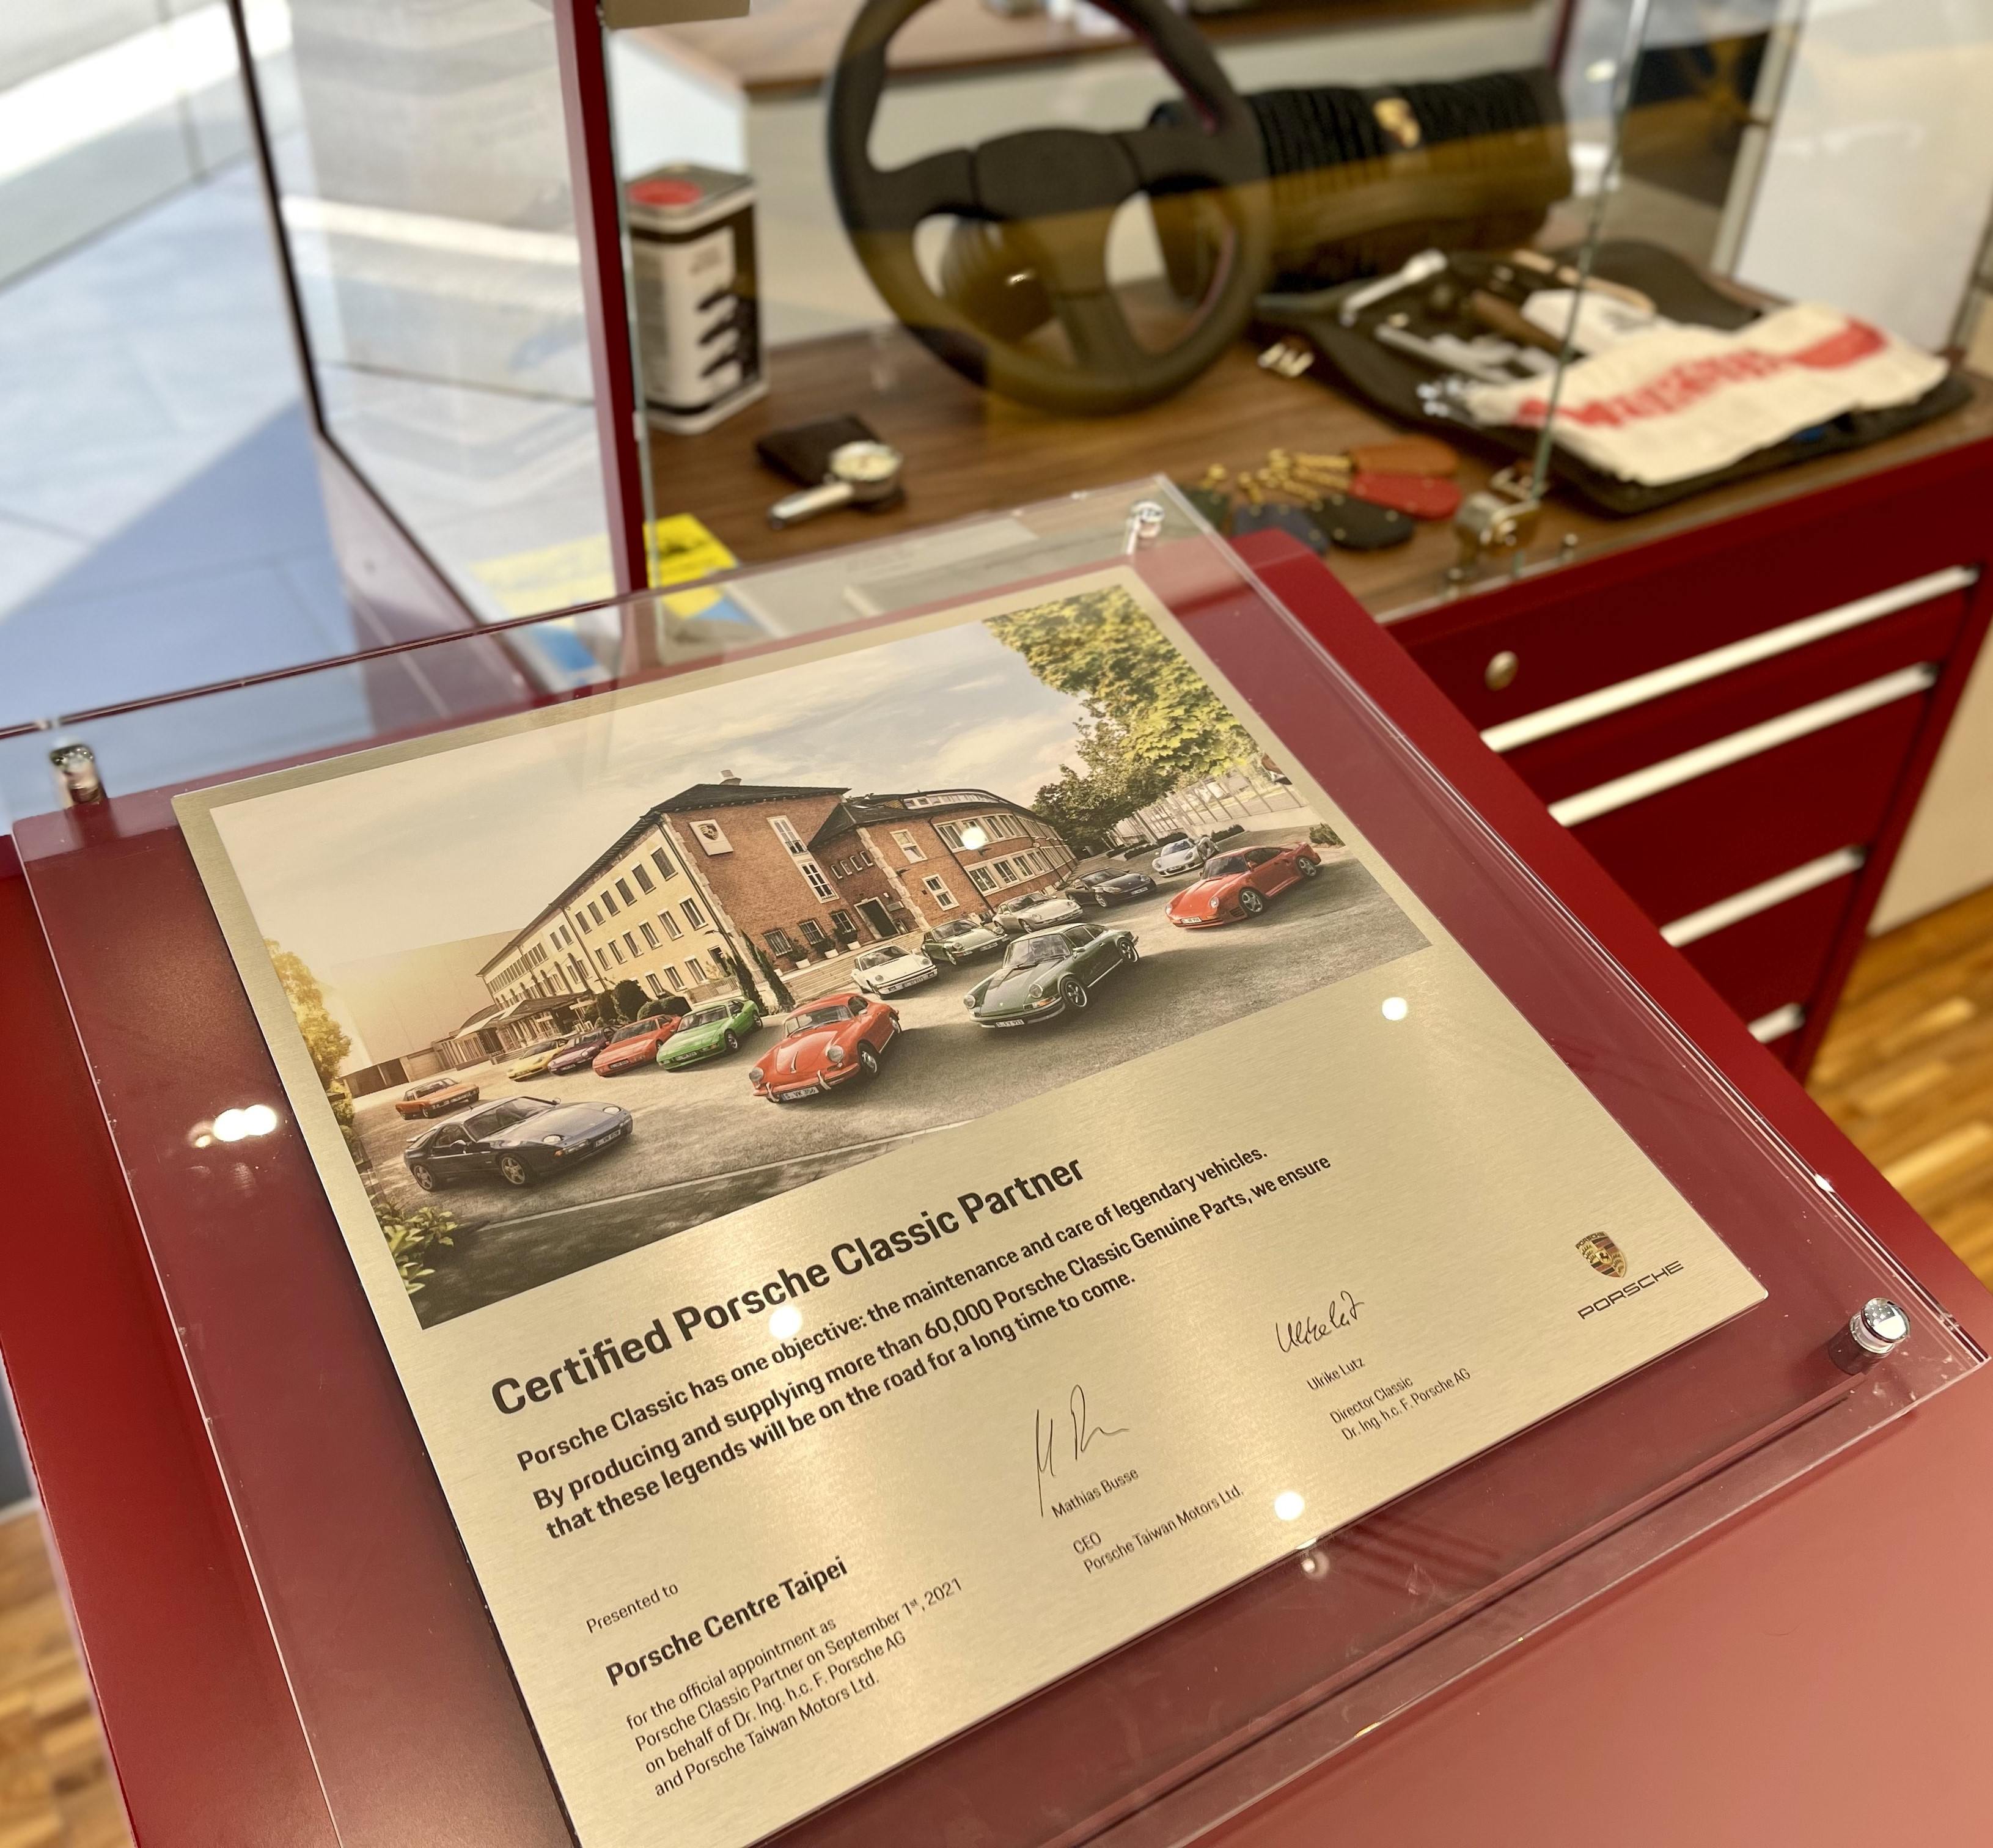 Certified Porsche Classic Partner
Porsche Classic has one objective: the maintenance and care of legendary vehicles.
By producing and supplying more than 60,000 Porsche Classic Genuine Parts, we ensure
that these legends will be on the road for a long time to come.
Presented to
Porsche Centre Taipei
for the official appointment as
Porsche Classic Partner on September 1st, 2021
on behalf of Dr. Ing. h.c. F. Porsche AG
and Porsche Taiwan Motors Ltd.
Mathias Busse
CEO
Porsche Taiwan Motors Ltd.
Ulrike Lutz
Director Classic
Dr. Ing. h.c. F. Porsche AG
PORSCHE